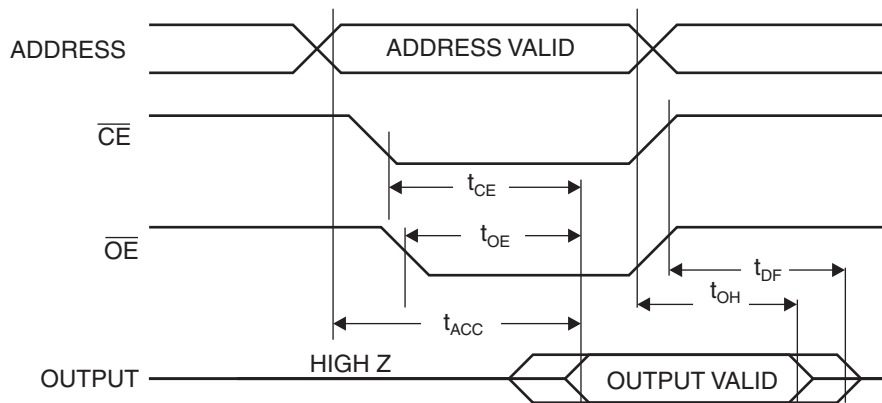 ADDRESS
ADDRESS VALID
CE
tCE
OE
tOE
tDF
tOH
tACC
HIGH Z
OUTPUT
OUTPUT VALID